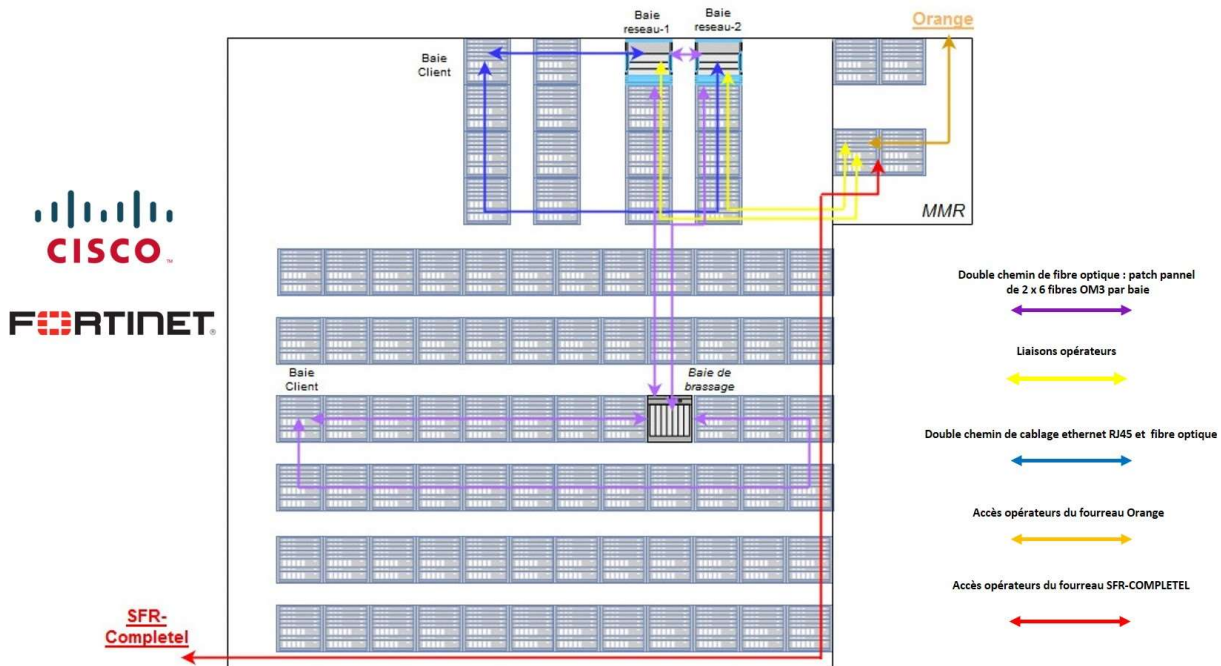 Baie
reseau-1
Baie
reseau-2
Orange
Baie
Client
MMR
CISCO
FORTINET
Double chemin de fibre optique : patch pannel
de 2 x 6 fibres OM3 par baie
Liaisons opérateurs
Baie
Client
Baie de
brassage
Double chemin de cablage ethernet RJ45 et fibre optique
Accès opérateurs du fourreau Orange
Accès opérateurs du fourreau SFR-COMPLETEL
SFR-
Completel